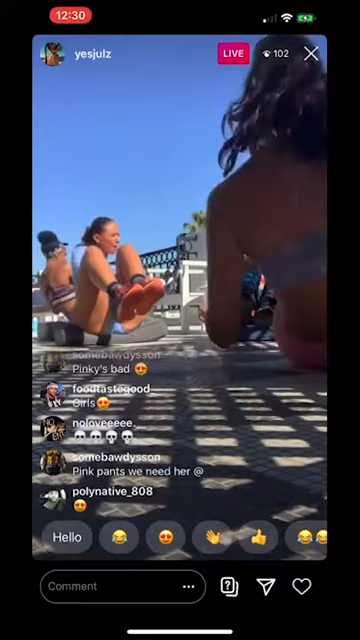 12:30
yesjulz
LIVE
102
somebawdysson
Pinky's bad 😍
foodtastegood
Girls😍
noloveeeee.
💀💀💀💀
somebawdysson
Pink pants we need her @
polynative_808
😍
Hello 😂 😍 👋 👍 😂😂
Comment